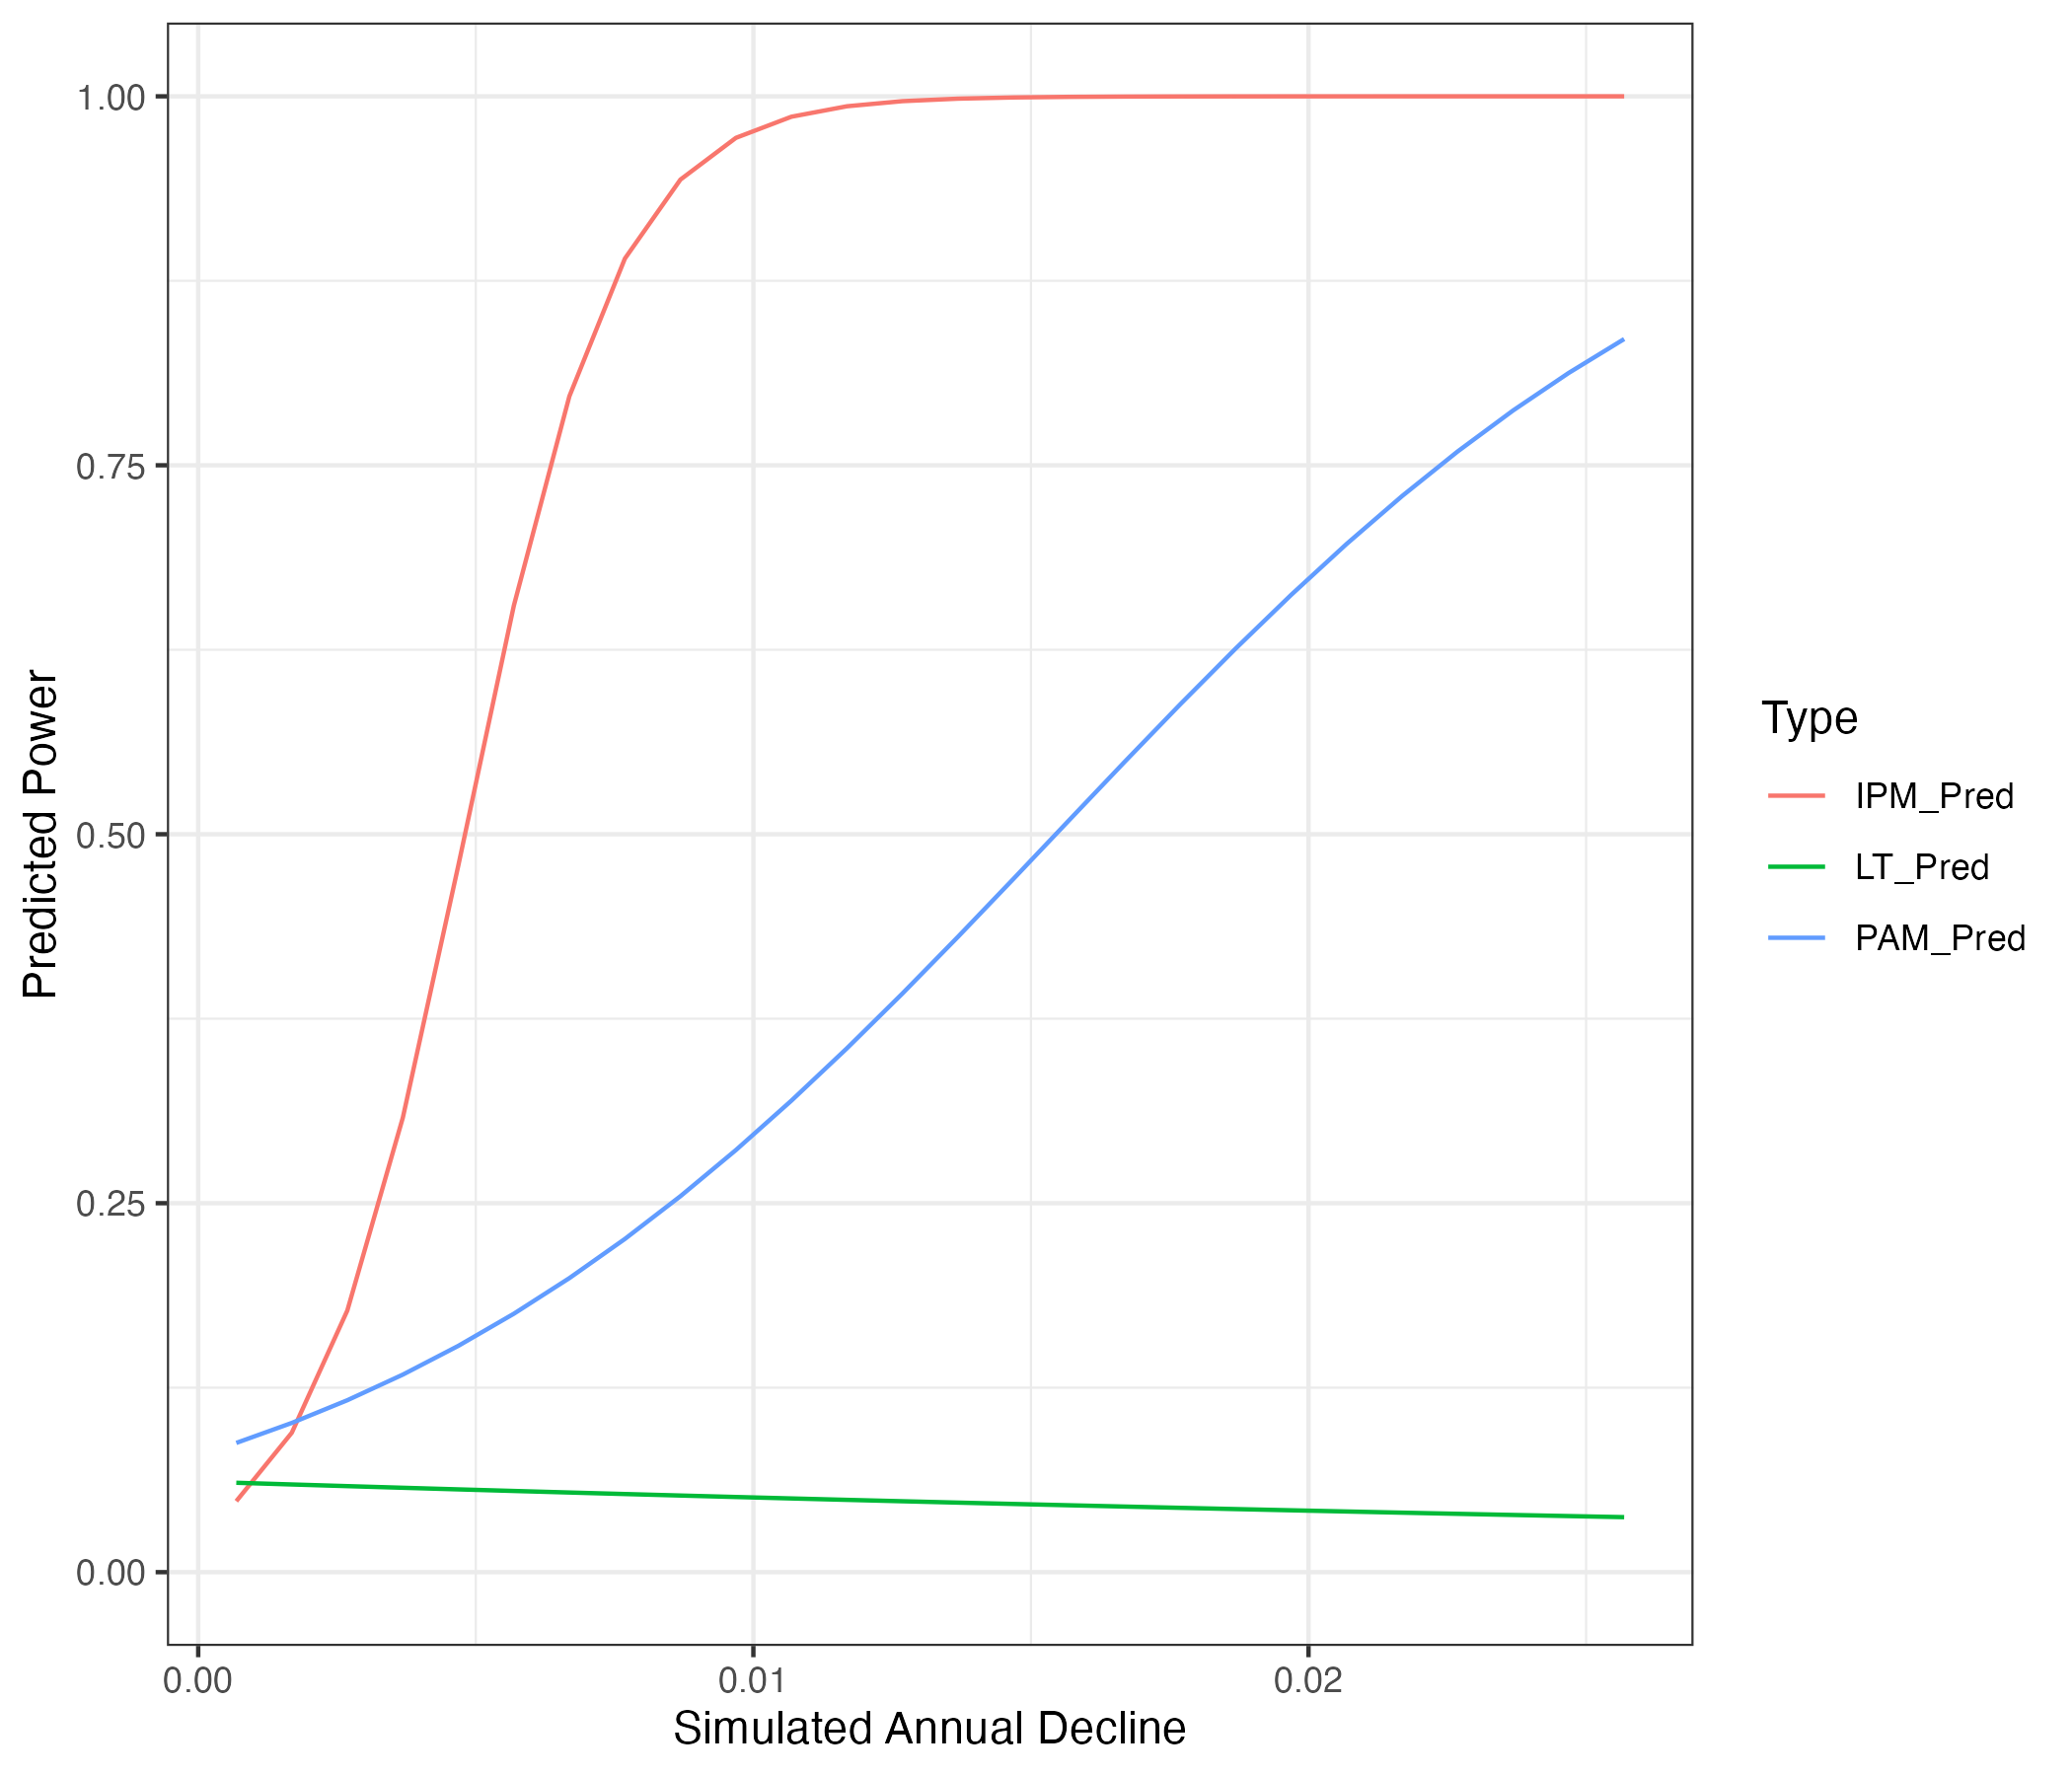 1.00
0.75
0.50
0.25
0.00
Predicted Power
0.00
0.01
0.02
Simulated Annual Decline
Type
IPM_Pred
LT_Pred
PAM_Pred